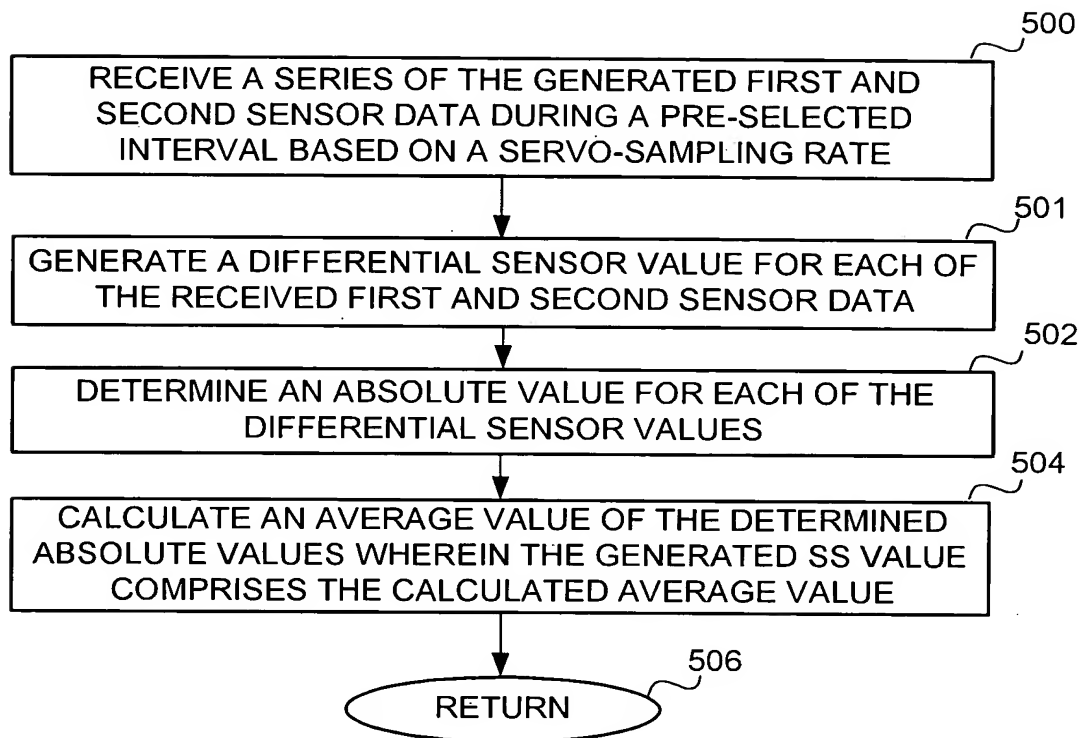 500
RECEIVE A SERIES OF THE GENERATED FIRST AND
SECOND SENSOR DATA DURING A PRE-SELECTED
INTERVAL BASED ON A SERVO-SAMPLING RATE
501
GENERATE A DIFFERENTIAL SENSOR VALUE FOR EACH OF
THE RECEIVED FIRST AND SECOND SENSOR DATA
502
DETERMINE AN ABSOLUTE VALUE FOR EACH OF THE
DIFFERENTIAL SENSOR VALUES
504
CALCULATE AN AVERAGE VALUE OF THE DETERMINED
ABSOLUTE VALUES WHEREIN THE GENERATED SS VALUE
COMPRISES THE CALCULATED AVERAGE VALUE
506
RETURN